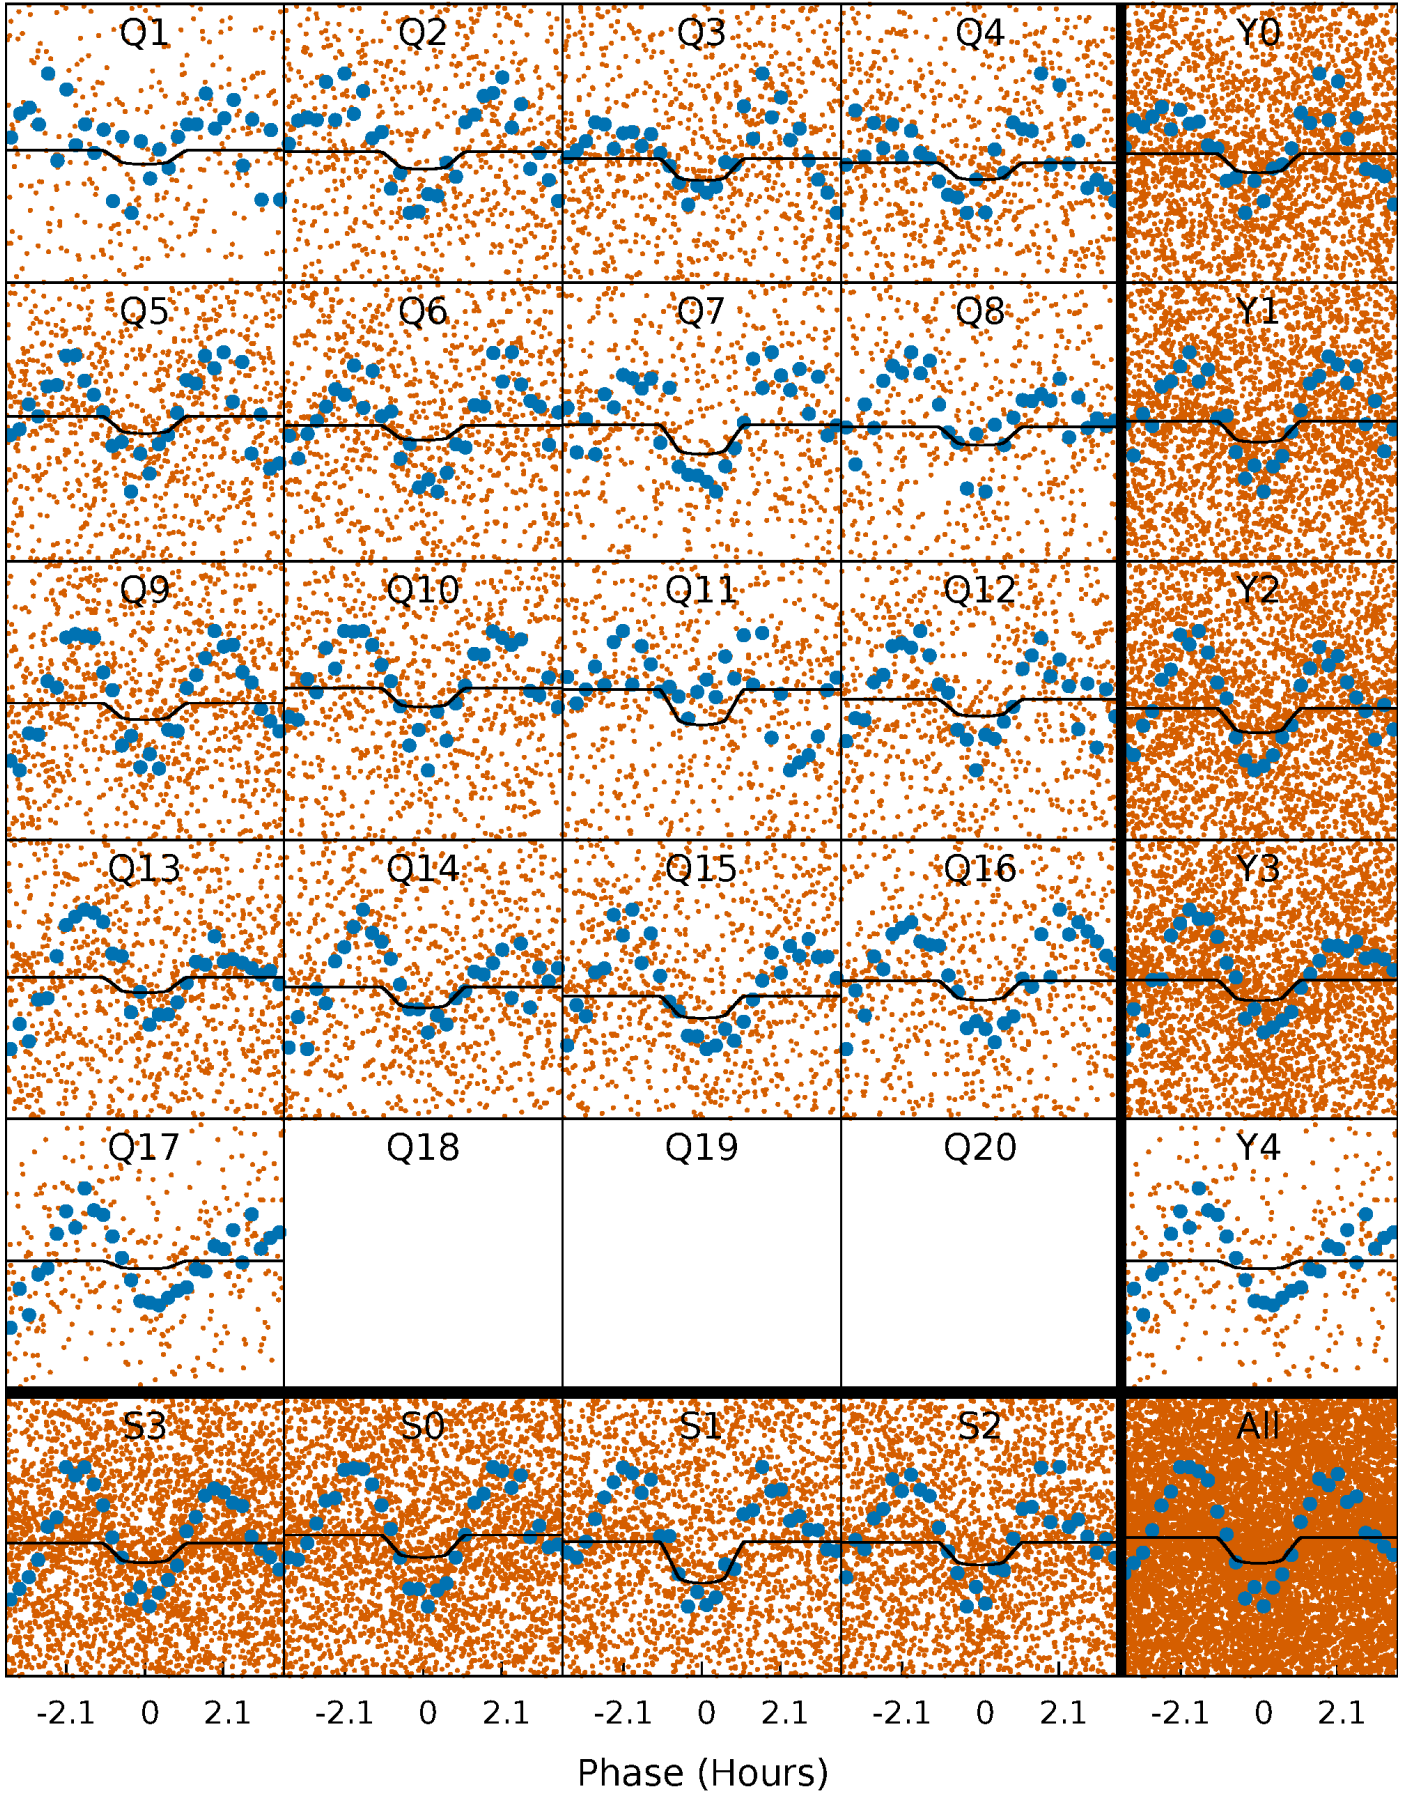 Q1 Q2 Q3 Q4 Y0
Q5 Q6 Q7 Q8 Y1
Q9 Q10 Q11 Q12 Y2
Q13 Q14 Q15 Q16 Y3
Q17 Q18 Q19 Q20 Y4
S3 S0 S1 S2 All
-2.1 0 2.1 -2.1 0 2.1 -2.1 0 2.1 -2.1 0 2.1 -2.1 0 2.1
Phase (Hours)